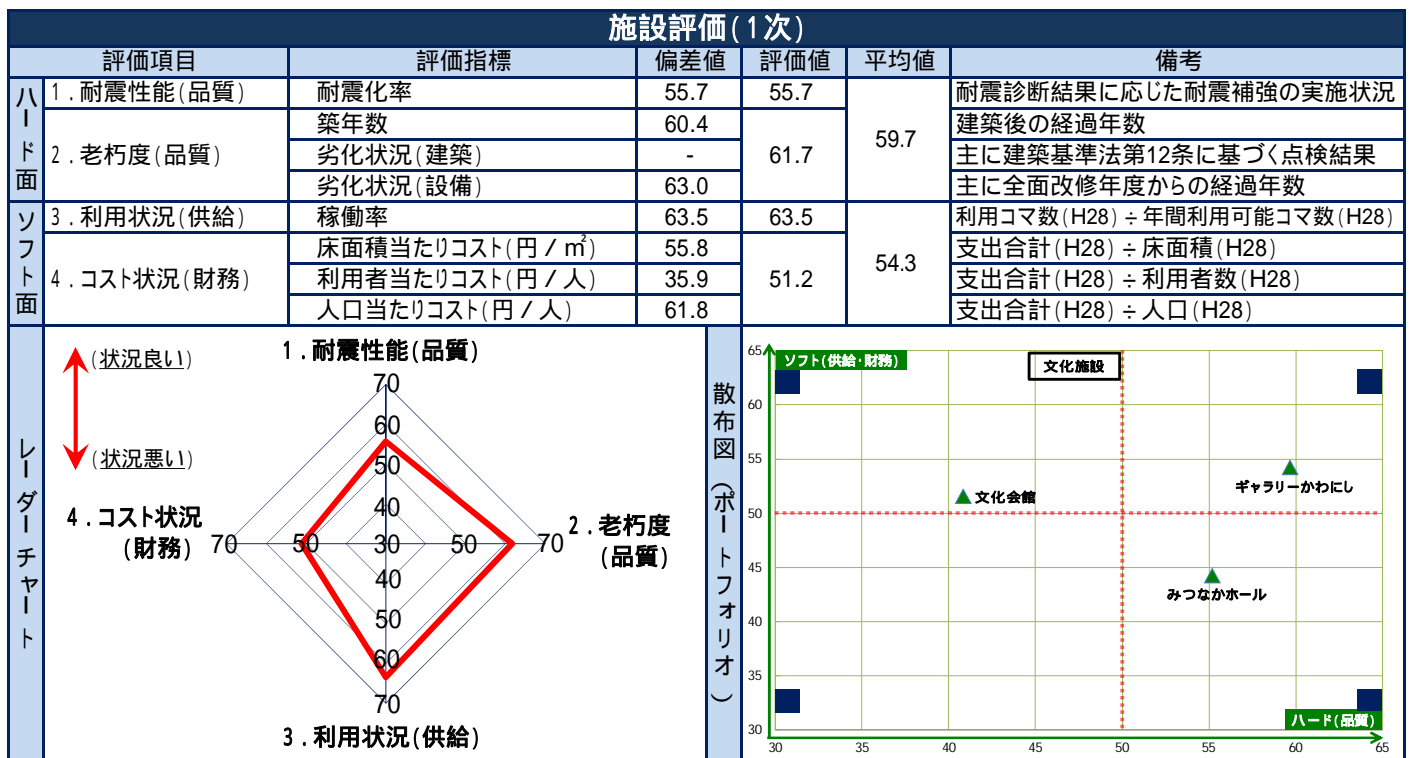 施設評価(1次)
評価項目 評価指標 偏差値 評価値 平均値 備考
ハード面
1．耐震性能(品質) 耐震化率 55.7 55.7 59.7 耐震診断結果に応じた耐震補強の実施状況
2．老朽度(品質) 築年数 60.4 61.7 建築後の経過年数
劣化状況(建築) - 主に建築基準法第12条に基づく点検結果
劣化状況(設備) 63.0 主に全面改修年度からの経過年数
ソフト面
3．利用状況(供給) 稼働率 63.5 63.5 54.3 利用コマ数(H28)÷年間利用可能コマ数(H28)
4．コスト状況(財務) 床面積当たりコスト(円／㎡) 55.8 51.2 支出合計(H28)÷床面積(H28)
利用者当たりコスト(円／人) 35.9 支出合計(H28)÷利用者数(H28)
人口当たりコスト(円／人) 61.8 支出合計(H28)÷人口(H28)
レーダーチャート
(状況良い)
(状況悪い)
1．耐震性能(品質)
70
60
50
40
4．コスト状況
(財務)
70 50 30 50 70
2．老朽度
(品質)
40
50
60
70
3．利用状況(供給)
散布図(ポートフォリオ)
ソフト(供給・財務)
文化施設
65
60
55
50
45
40
35
30
文化会館
ギャラリーかわにし
みつなかホール
ハード(品質)
30 35 40 45 50 55 60 65